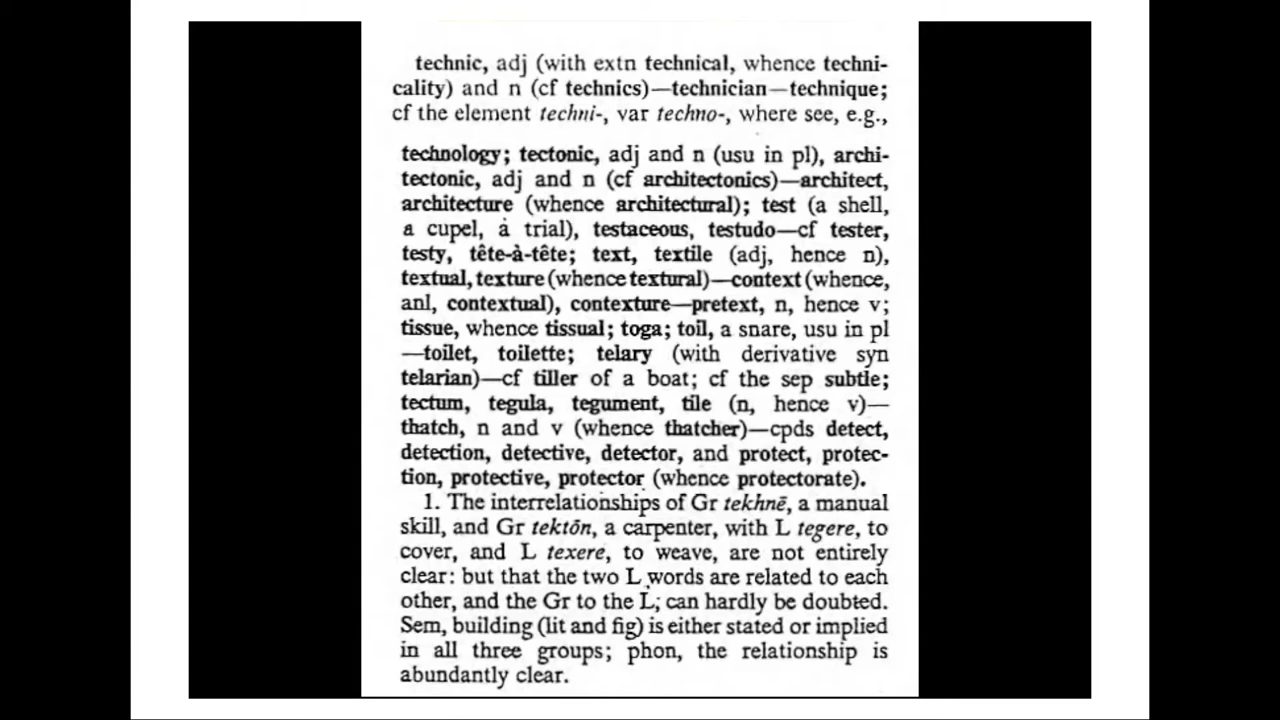 technic, adj (with extn technical, whence techni-
cality) and n (cf technics)—technician—technique;
cf the element techni-, var techno-, where see, e.g.,
technology; tectonic, adj and n (usu in pl), archi-
tectonic, adj and n (cf architectonics)—architect,
architecture (whence architectural); test (a shell,
a cupel, a trial), testaceous, testudo—cf tester,
testy, tête-à-tête; text, textile (adj, hence n),
textual, texture (whence textural)—context (whence,
anl, contextual), contexture—pretext, n, hence v;
tissue, whence tissual; toga; toil, a snare, usu in pl
—toilet, toilette; telary (with derivative syn
telarian)—cf tiller of a boat; cf the sep subtle;
tectum, tegula, tegument, tile (n, hence v)—
thatch, n and v (whence thatcher)—cpds detect,
detection, detective, detector, and protect, protec-
tion, protective, protector (whence protectorate).
1. The interrelationships of Gr tekhnē, a manual
skill, and Gr tektōn, a carpenter, with L tegere, to
cover, and L texere, to weave, are not entirely
clear: but that the two L words are related to each
other, and the Gr to the L, can hardly be doubted.
Sem, building (lit and fig) is either stated or implied
in all three groups; phon, the relationship is
abundantly clear.